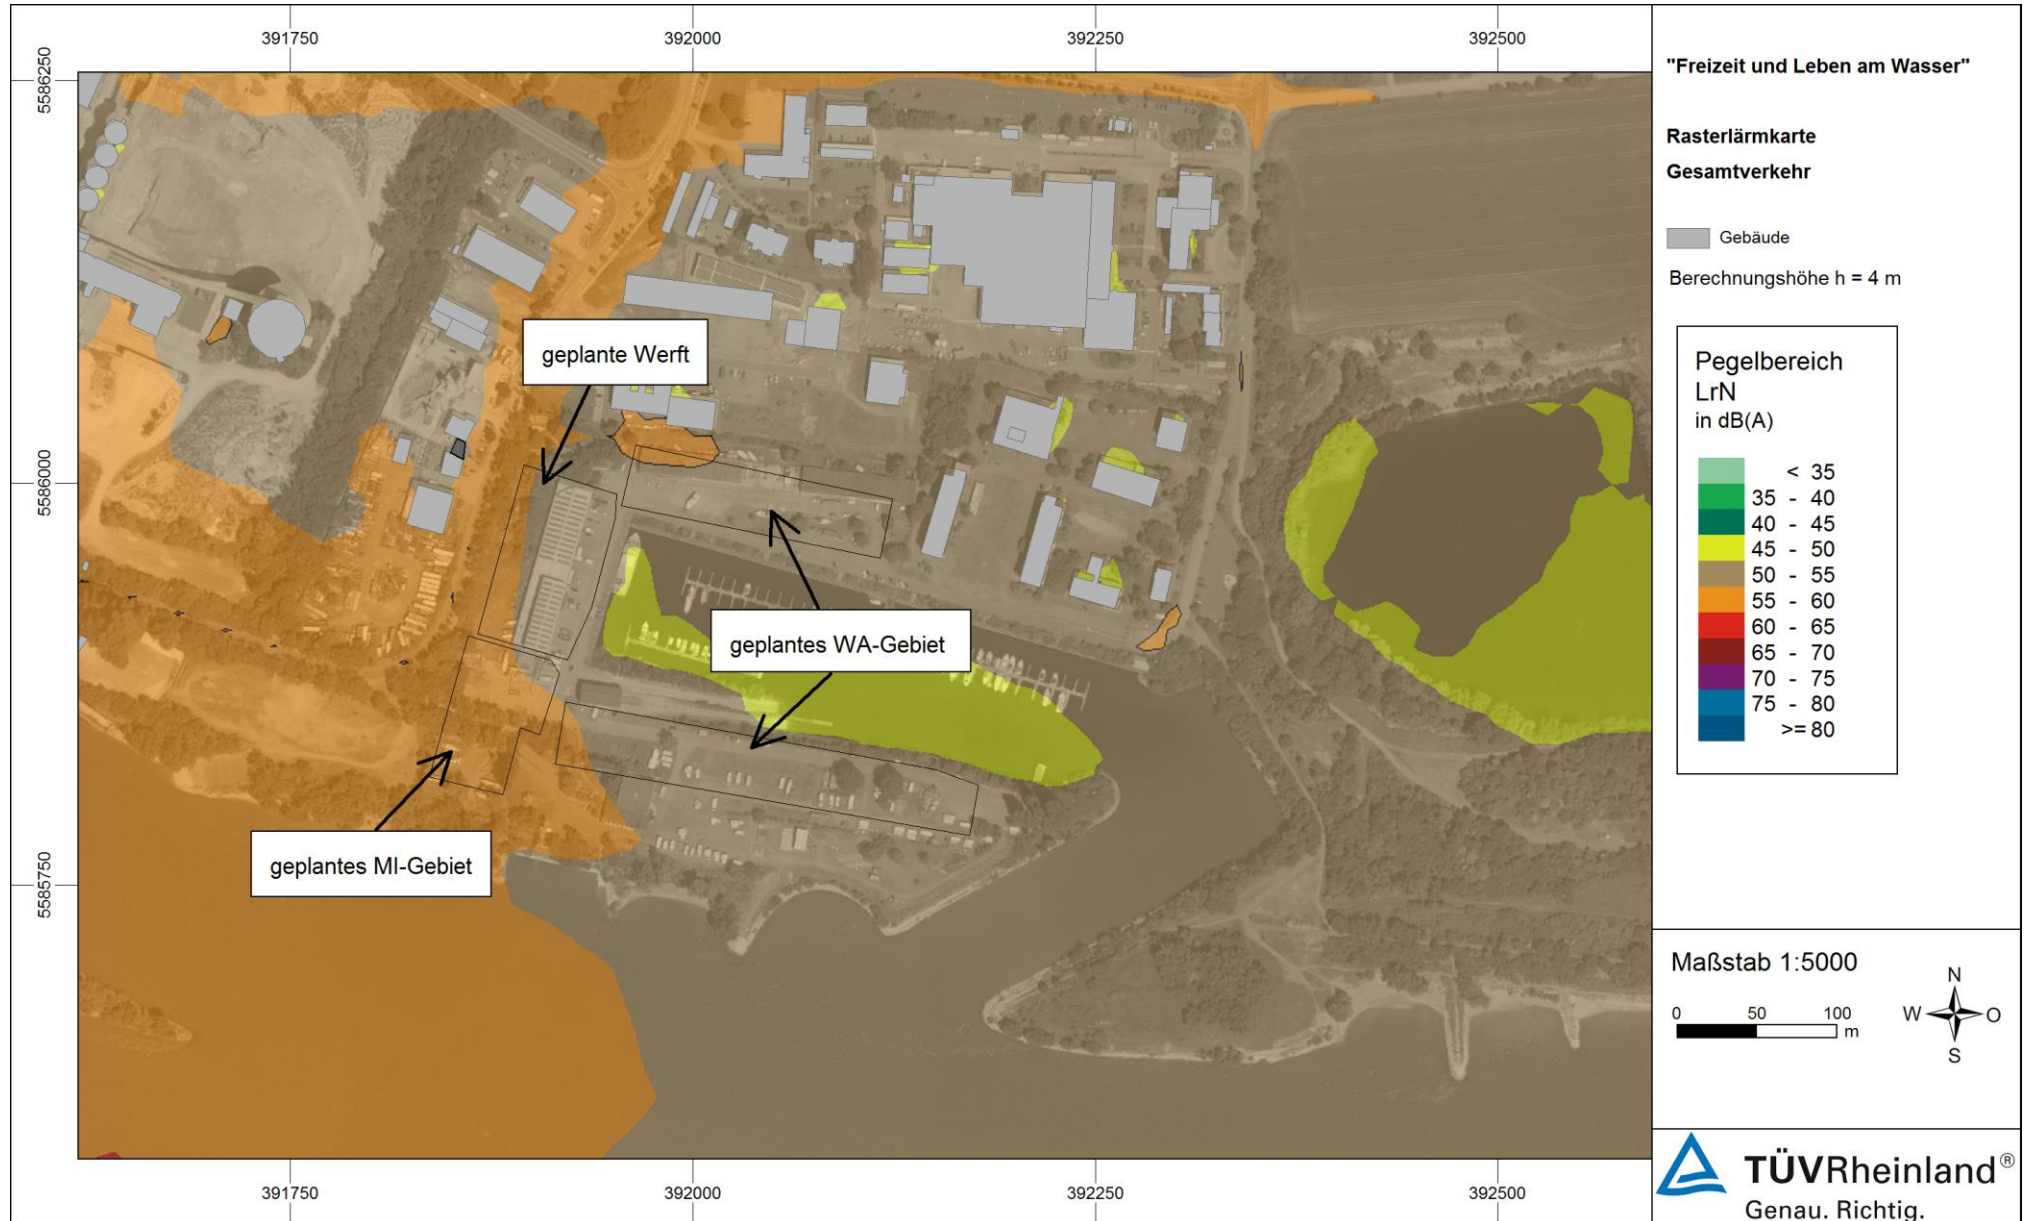 391750
392000
392250
392500
5586250
5586000
5585750
geplante Werft
geplantes WA-Gebiet
geplantes MI-Gebiet
391750
392000
392250
392500
"Freizeit und Leben am Wasser"
Rasterlärmkarte
Gesamtverkehr
Gebäude
Berechnungshöhe h = 4 m
Pegelbereich
LrN
in dB(A)
< 35
35 - 40
40 - 45
45 - 50
50 - 55
55 - 60
60 - 65
65 - 70
70 - 75
75 - 80
>= 80
Maßstab 1:5000
0 50 100
m
N
W O
S
TÜVRheinland®
Genau. Richtig.